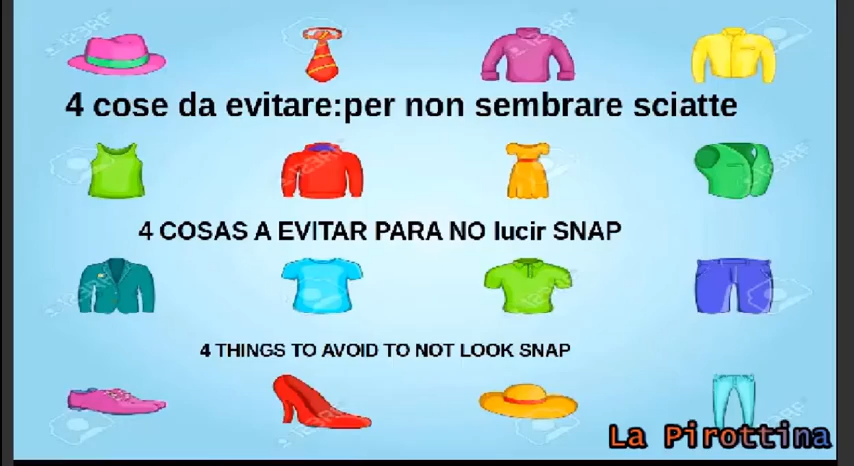 4 cose da evitare:per non sembrare sciatte
4 COSAS A EVITAR PARA NO lucir SNAP
4 THINGS TO AVOID TO NOT LOOK SNAP
La Pirottina